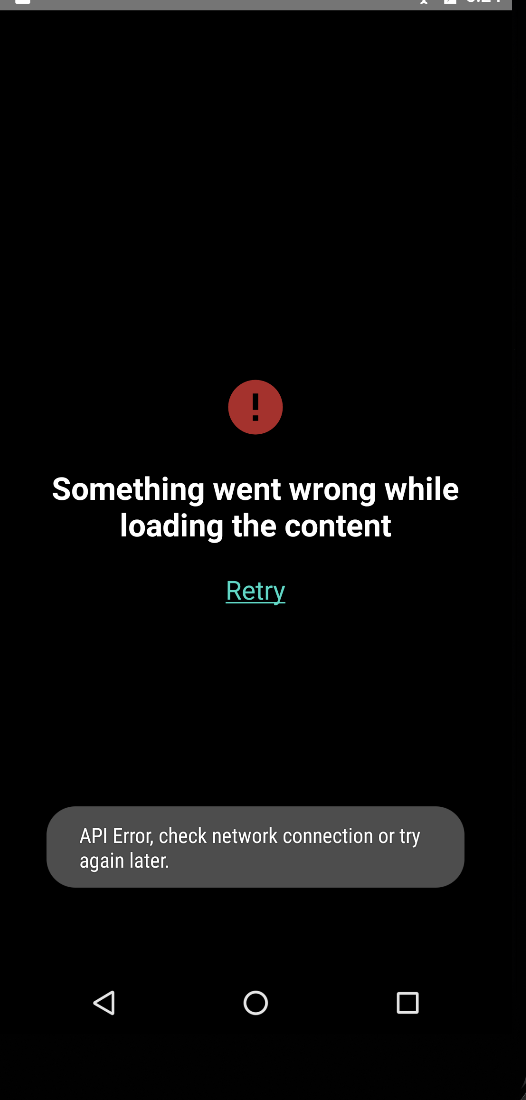 Something went wrong while
loading the content
Retry
API Error, check network connection or try
again later.